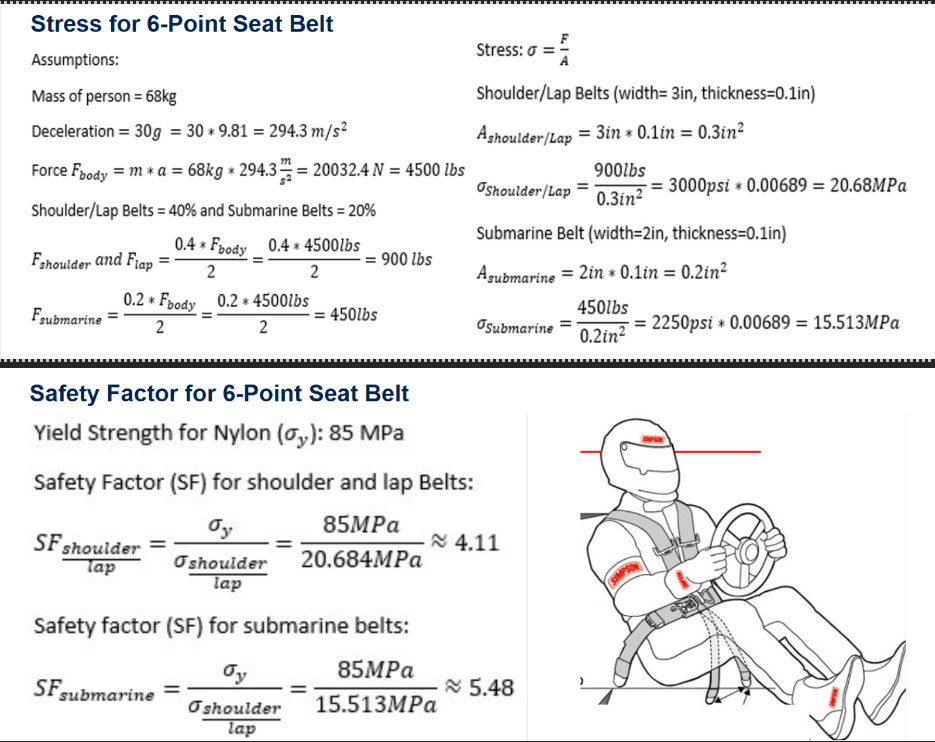 Stress for 6-Point Seat Belt
Assumptions:
Mass of person = 68kg
Deceleration = 30g = 30 * 9.81 = 294.3 m/s²
Force F_body = m * a = 68kg * 294.3 m/s² = 20032.4 N = 4500 lbs
Shoulder/Lap Belts = 40% and Submarine Belts = 20%
F_shoulder and F_lap = (0.4 * F_body)/2 = (0.4 * 4500lbs)/2 = 900 lbs
F_submarine = (0.2 * F_body)/2 = (0.2 * 4500lbs)/2 = 450lbs
Stress: σ = F/A
Shoulder/Lap Belts (width= 3in, thickness=0.1in)
A_shoulder/Lap = 3in * 0.1in = 0.3in²
σ_Shoulder/Lap = 900lbs/0.3in² = 3000psi * 0.00689 = 20.68MPa
Submarine Belt (width=2in, thickness=0.1in)
A_submarine = 2in * 0.1in = 0.2in²
σ_Submarine = 450lbs/0.2in² = 2250psi * 0.00689 = 15.513MPa
Safety Factor for 6-Point Seat Belt
Yield Strength for Nylon (σ_y): 85 MPa
Safety Factor (SF) for shoulder and lap Belts:
SF_shoulder/lap = σ_y/σ_shoulder/lap = 85MPa/20.684MPa ≈ 4.11
Safety factor (SF) for submarine belts:
SF_submarine = σ_y/σ_shoulder/lap = 85MPa/15.513MPa ≈ 5.48
SIMPSON
SIMPSON